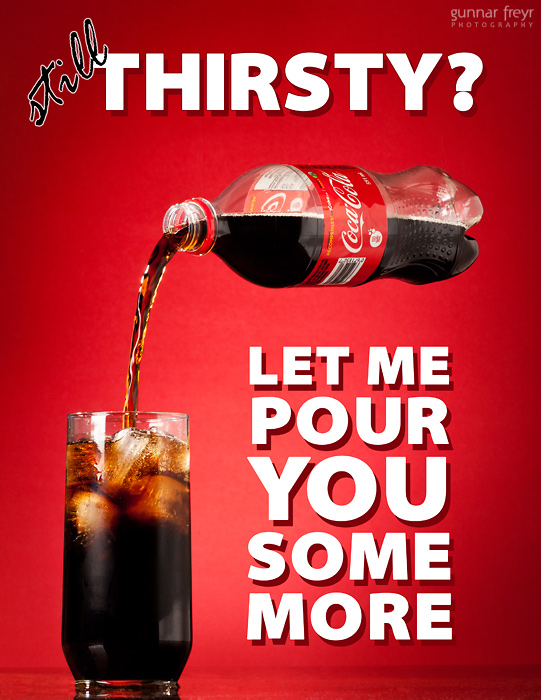 gunnar freyr
PHOTOGRAPHY
still
THIRSTY?
Coca-Cola
LET ME
POUR
YOU
SOME
MORE